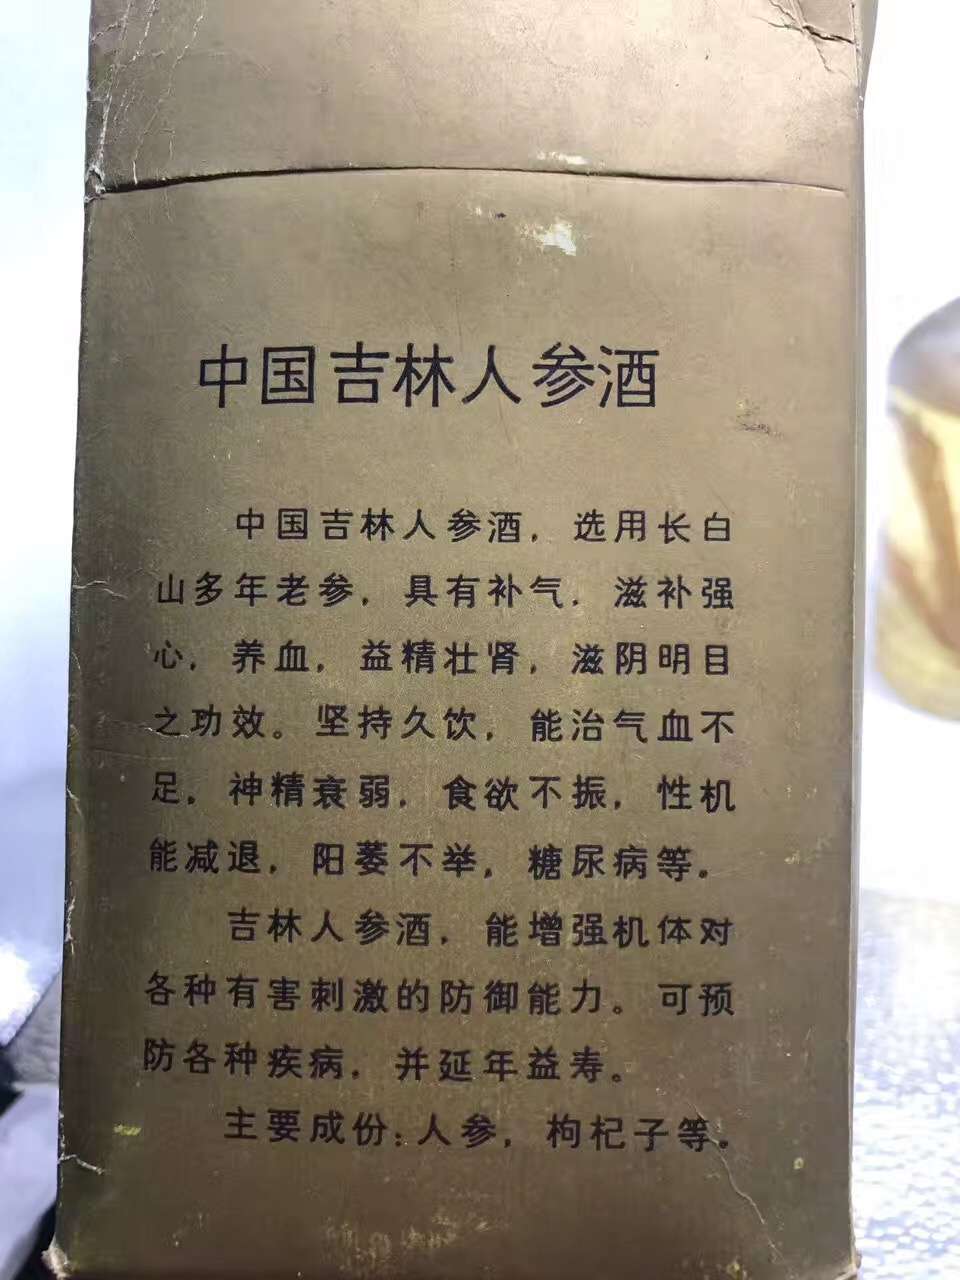 中国吉林人参酒
中国吉林人参酒，选用长白
山多年老参，具有补气，滋补强
心，养血，益精壮肾，滋阴明目
之功效。坚持久饮，能治气血不
足，神精衰弱，食欲不振，性机
能减退，阳萎不举，糖尿病等。
吉林人参酒，能增强机体对
各种有害刺激的防御能力。可预
防各种疾病，并延年益寿。
主要成份：人参，枸杞子等。